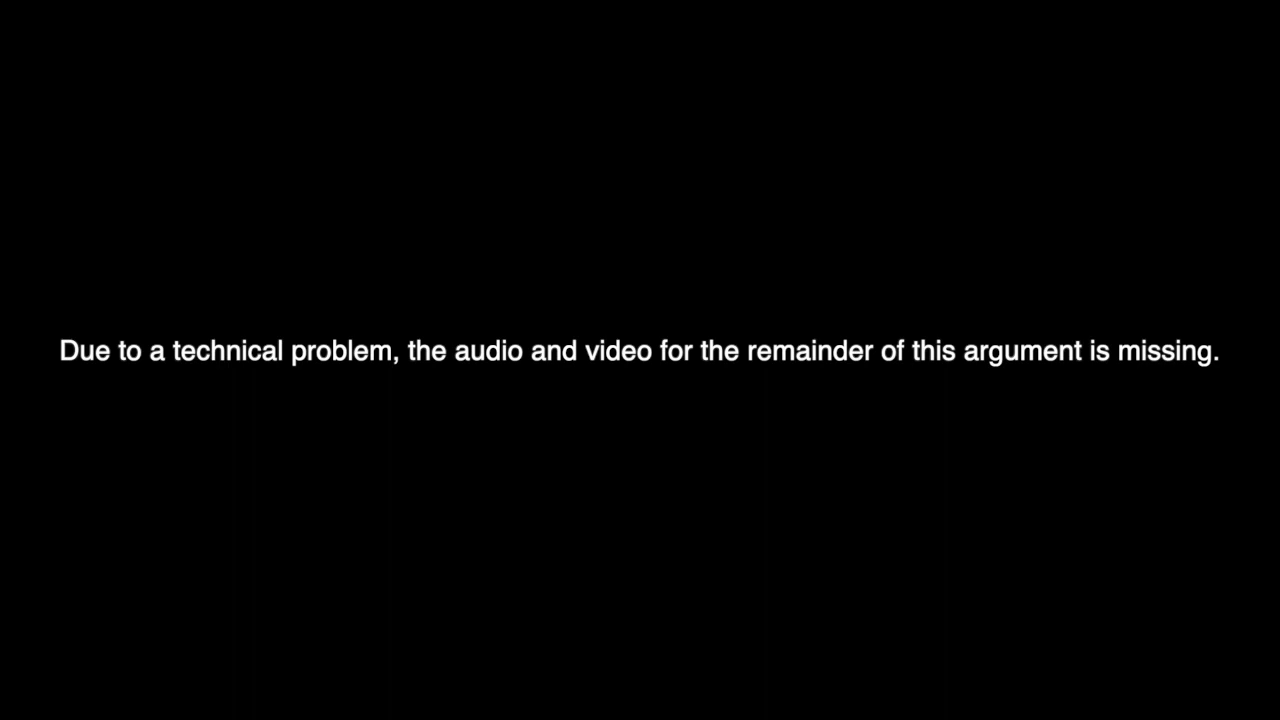 Due to a technical problem, the audio and video for the remainder of this argument is missing.